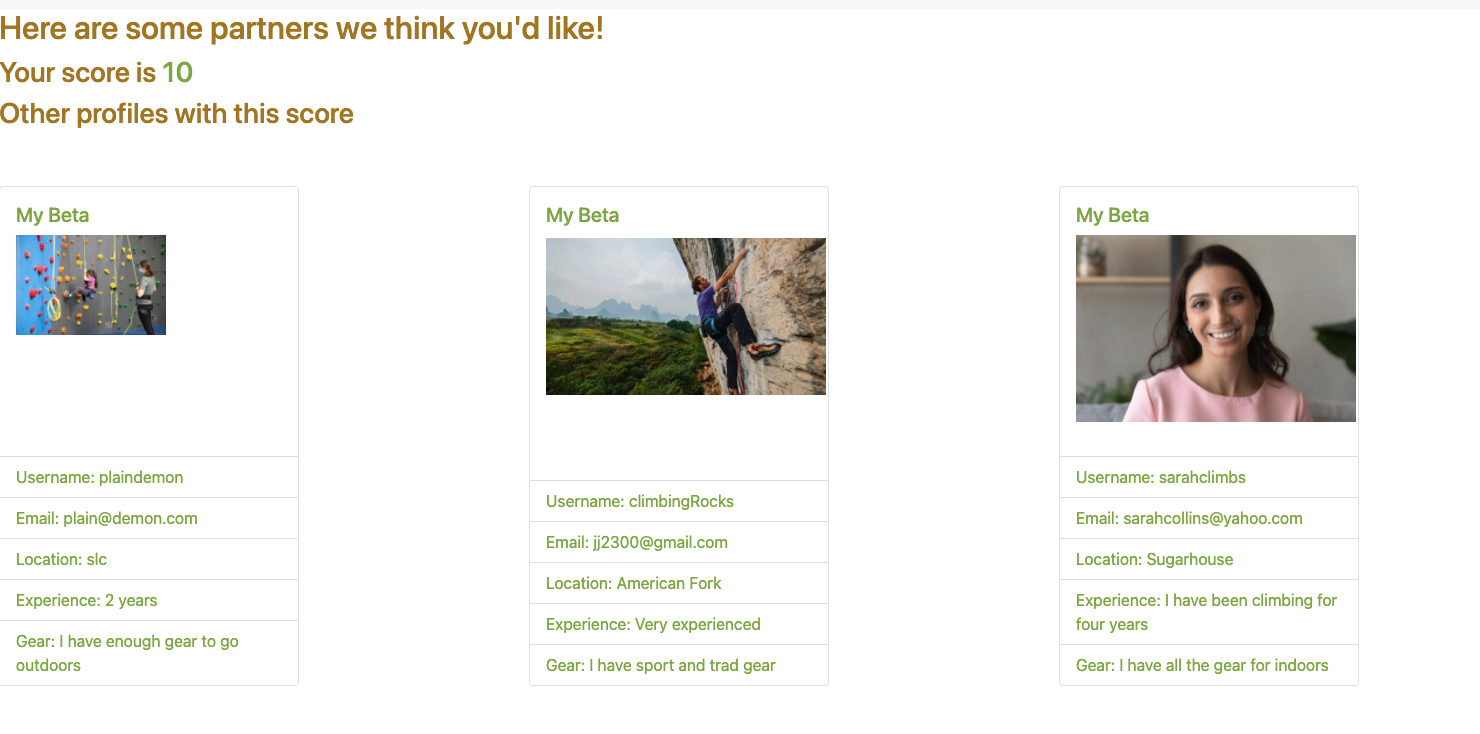 Here are some partners we think you'd like!
Your score is 10
Other profiles with this score
My Beta
Username: plaindemon
Email: plain@demon.com
Location: slc
Experience: 2 years
Gear: I have enough gear to go
outdoors
My Beta
Username: climbingRocks
Email: jj2300@gmail.com
Location: American Fork
Experience: Very experienced
Gear: I have sport and trad gear
My Beta
Username: sarahclimbs
Email: sarahcollins@yahoo.com
Location: Sugarhouse
Experience: I have been climbing for
four years
Gear: I have all the gear for indoors